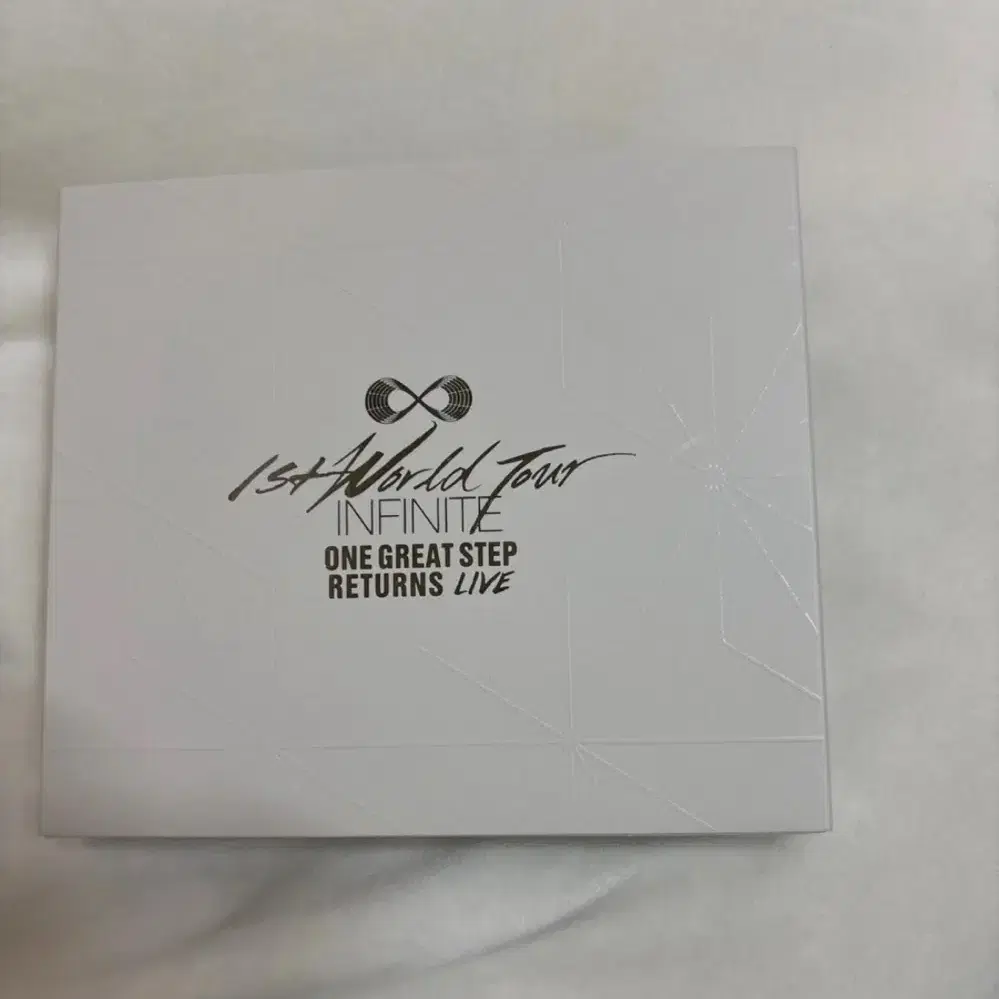 1st World Tour
INFINITE
ONE GREAT STEP
RETURNS LIVE